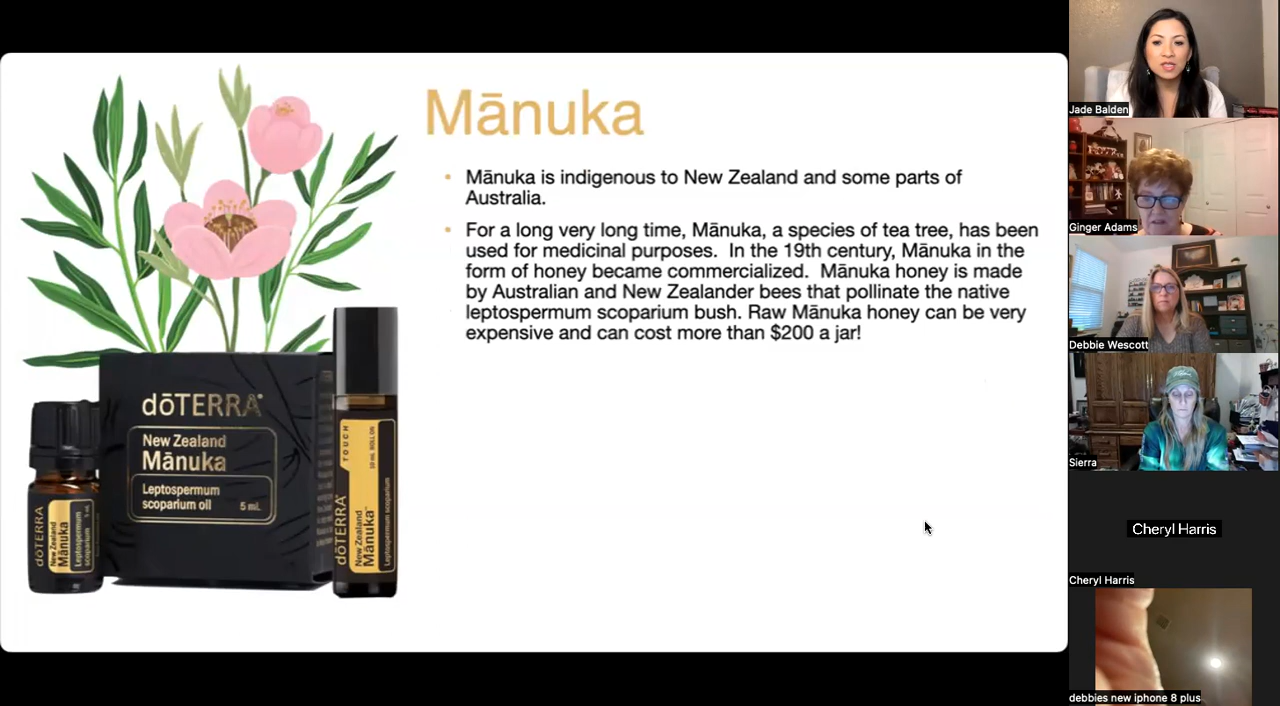 Mānuka
• Mānuka is indigenous to New Zealand and some parts of
Australia.
• For a long very long time, Mānuka, a species of tea tree, has been
used for medicinal purposes.  In the 19th century, Mānuka in the
form of honey became commercialized.  Mānuka honey is made
by Australian and New Zealander bees that pollinate the native
leptospermum scoparium bush. Raw Mānuka honey can be very
expensive and can cost more than $200 a jar!
dōTERRA®
New Zealand
Mānuka
Leptospermum
scoparium oil 5 mL
dōTERRA
New Zealand
Mānuka
Leptospermum
scoparium
dōTERRA
TOUCH
10 mL ROLL ON
New Zealand
Mānuka™
Leptospermum scoparium
Jade Balden
Ginger Adams
Debbie Wescott
Sierra
Cheryl Harris
Cheryl Harris
debbies new iphone 8 plus